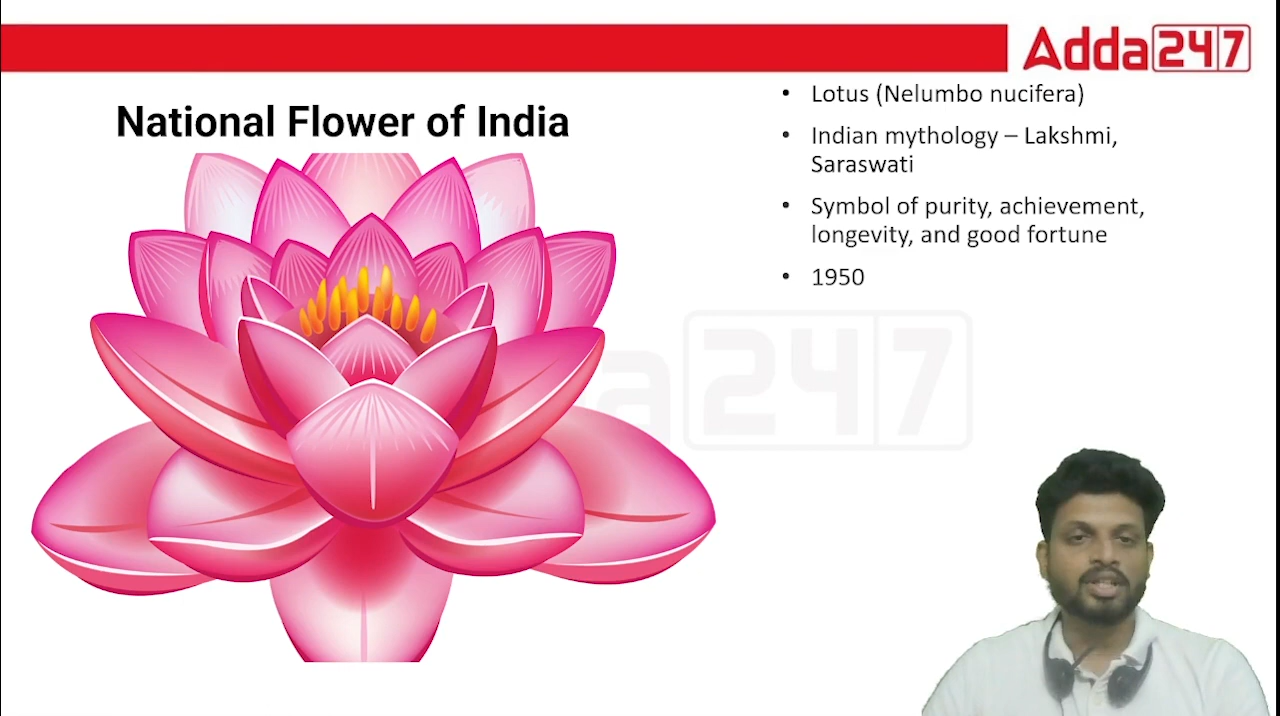 Adda247
National Flower of India
• Lotus (Nelumbo nucifera)
• Indian mythology – Lakshmi,
Saraswati
• Symbol of purity, achievement,
longevity, and good fortune
• 1950
a247